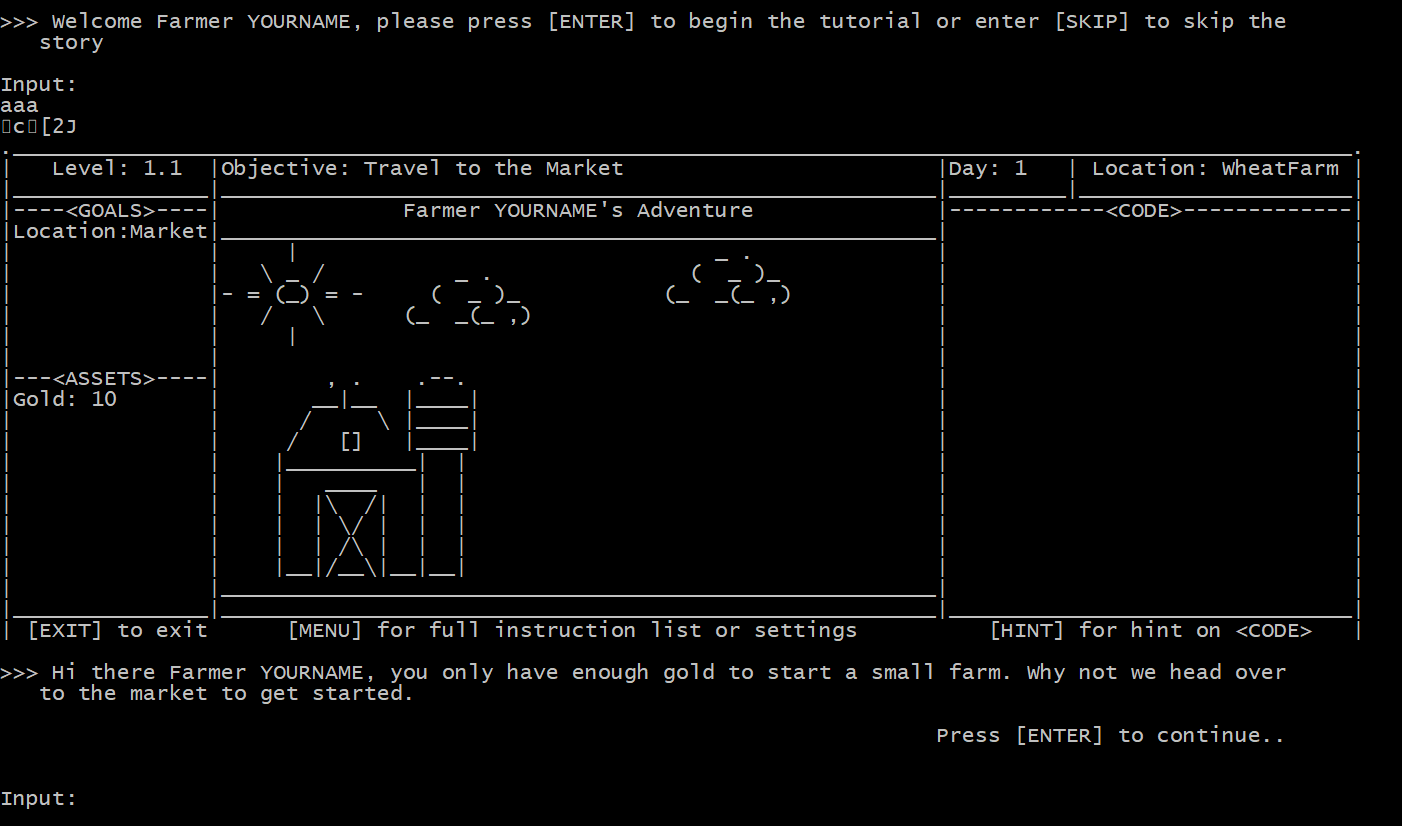 >>> Welcome Farmer YOURNAME, please press [ENTER] to begin the tutorial or enter [SKIP] to skip the
story
Input:
aaa
▯c▯[2J
Level: 1.1 |Objective: Travel to the Market |Day: 1 | Location: WheatFarm
----<GOALS>---- Farmer YOURNAME's Adventure ------------<CODE>-------------
Location:Market
---<ASSETS>----
Gold: 10
[EXIT] to exit [MENU] for full instruction list or settings [HINT] for hint on <CODE>
>>> Hi there Farmer YOURNAME, you only have enough gold to start a small farm. Why not we head over
to the market to get started.
Press [ENTER] to continue..
Input: